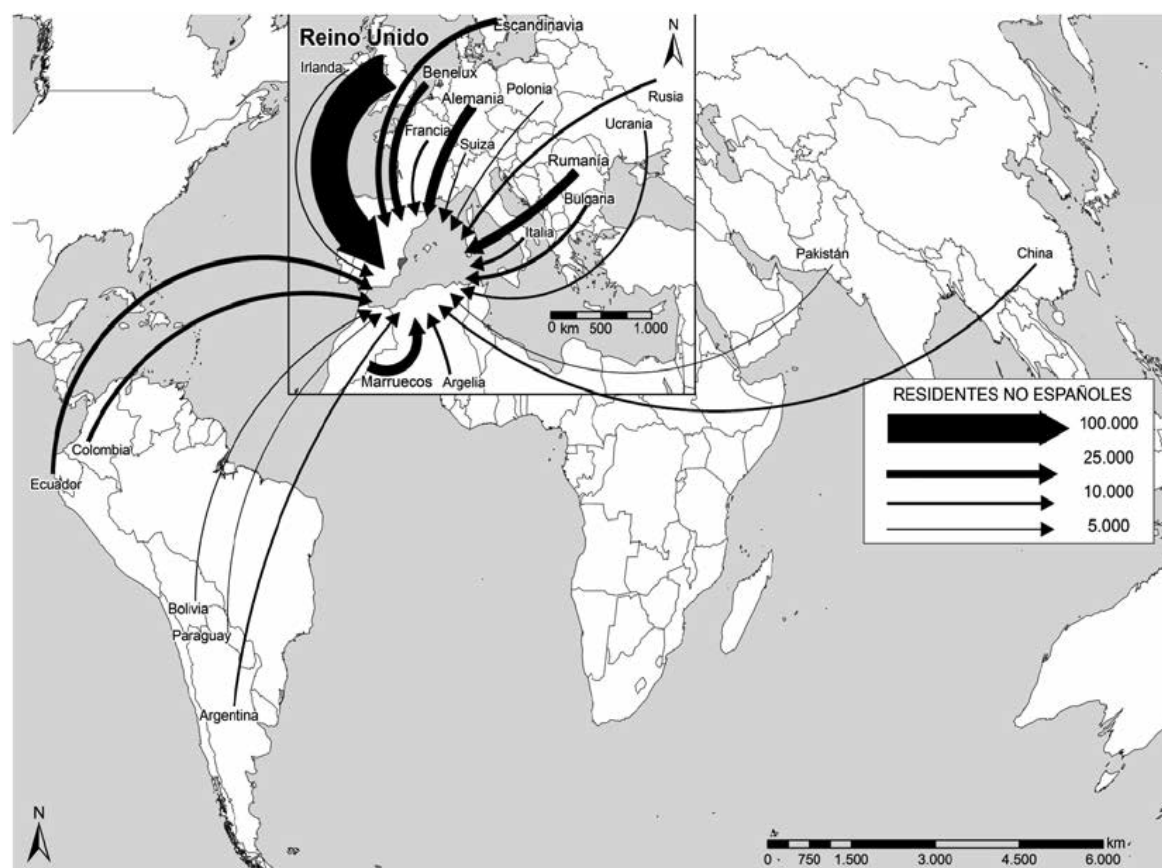 Escandinavia
N
Reino Unido
Irlanda
Benelux
Alemania
Polonia
Rusia
Francia
Suiza
Ucrania
Rumanía
Bulgaria
Italia
Pakistán
China
0 km 500 1.000
Marruecos
Argelia
RESIDENTES NO ESPAÑOLES
100.000
25.000
10.000
5.000
Colombia
Ecuador
Bolivia
Paraguay
Argentina
N
km
0 750 1.500 3.000 4.500 6.000